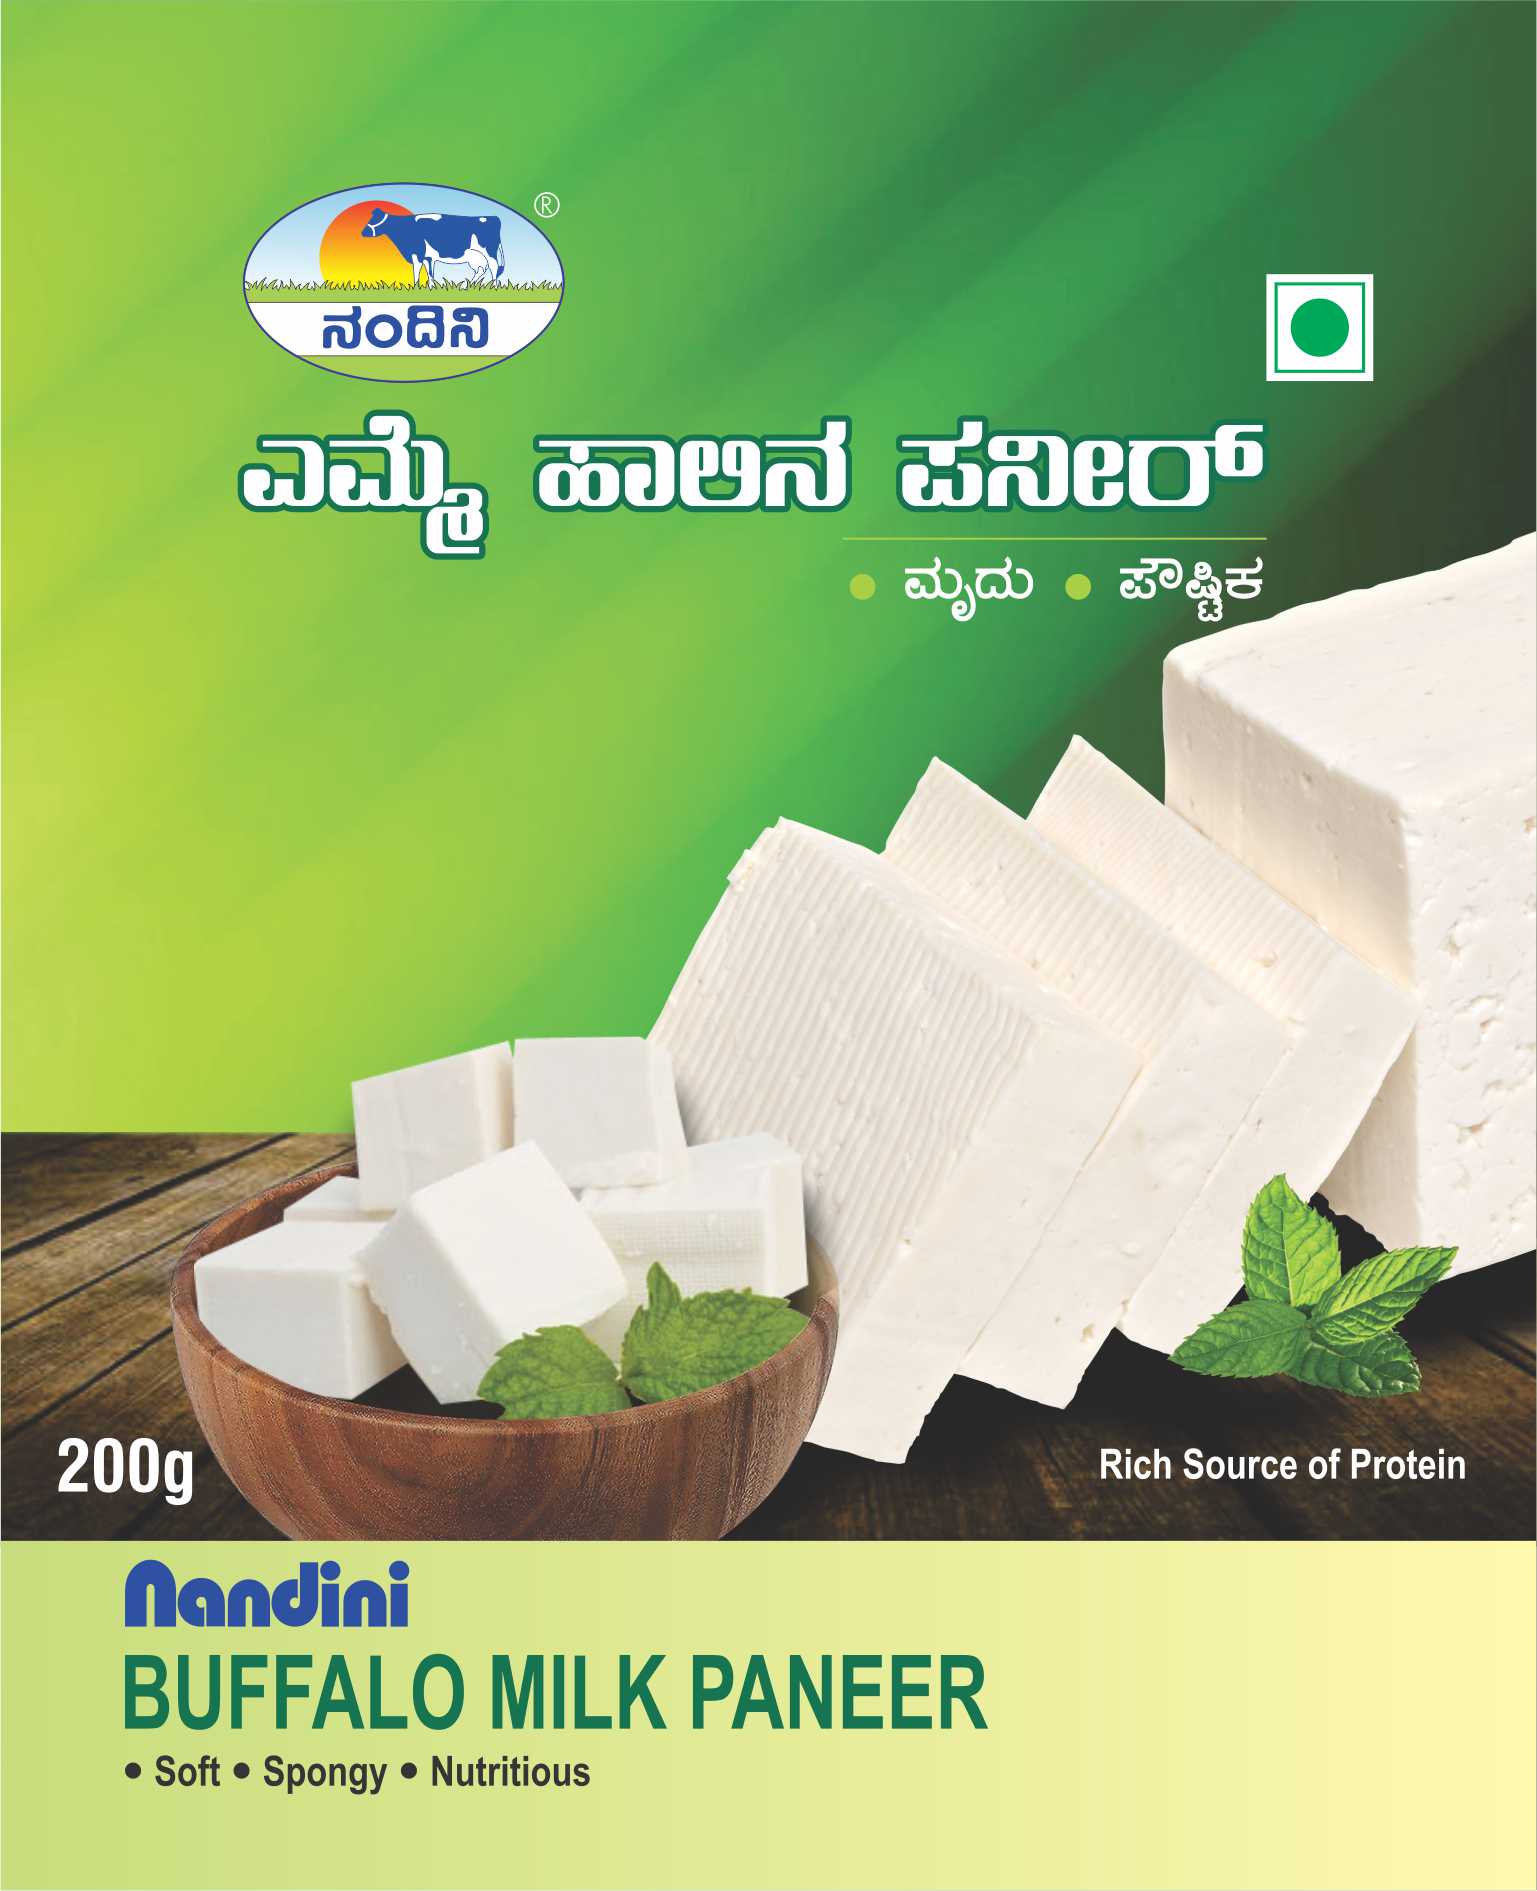 ®
ನಂದಿನಿ
ಎಮ್ಮೆ ಹಾಲಿನ ಪನೀರ್
• ಮೃದು • ಪೌಷ್ಟಿಕ
200g
Rich Source of Protein
Nandini
BUFFALO MILK PANEER
• Soft • Spongy • Nutritious